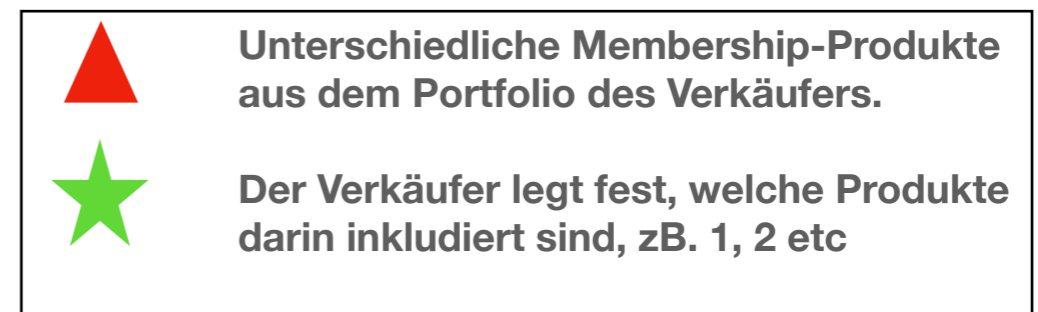 Unterschiedliche Membership-Produkte
aus dem Portfolio des Verkäufers.
Der Verkäufer legt fest, welche Produkte
darin inkludiert sind, zB. 1, 2 etc